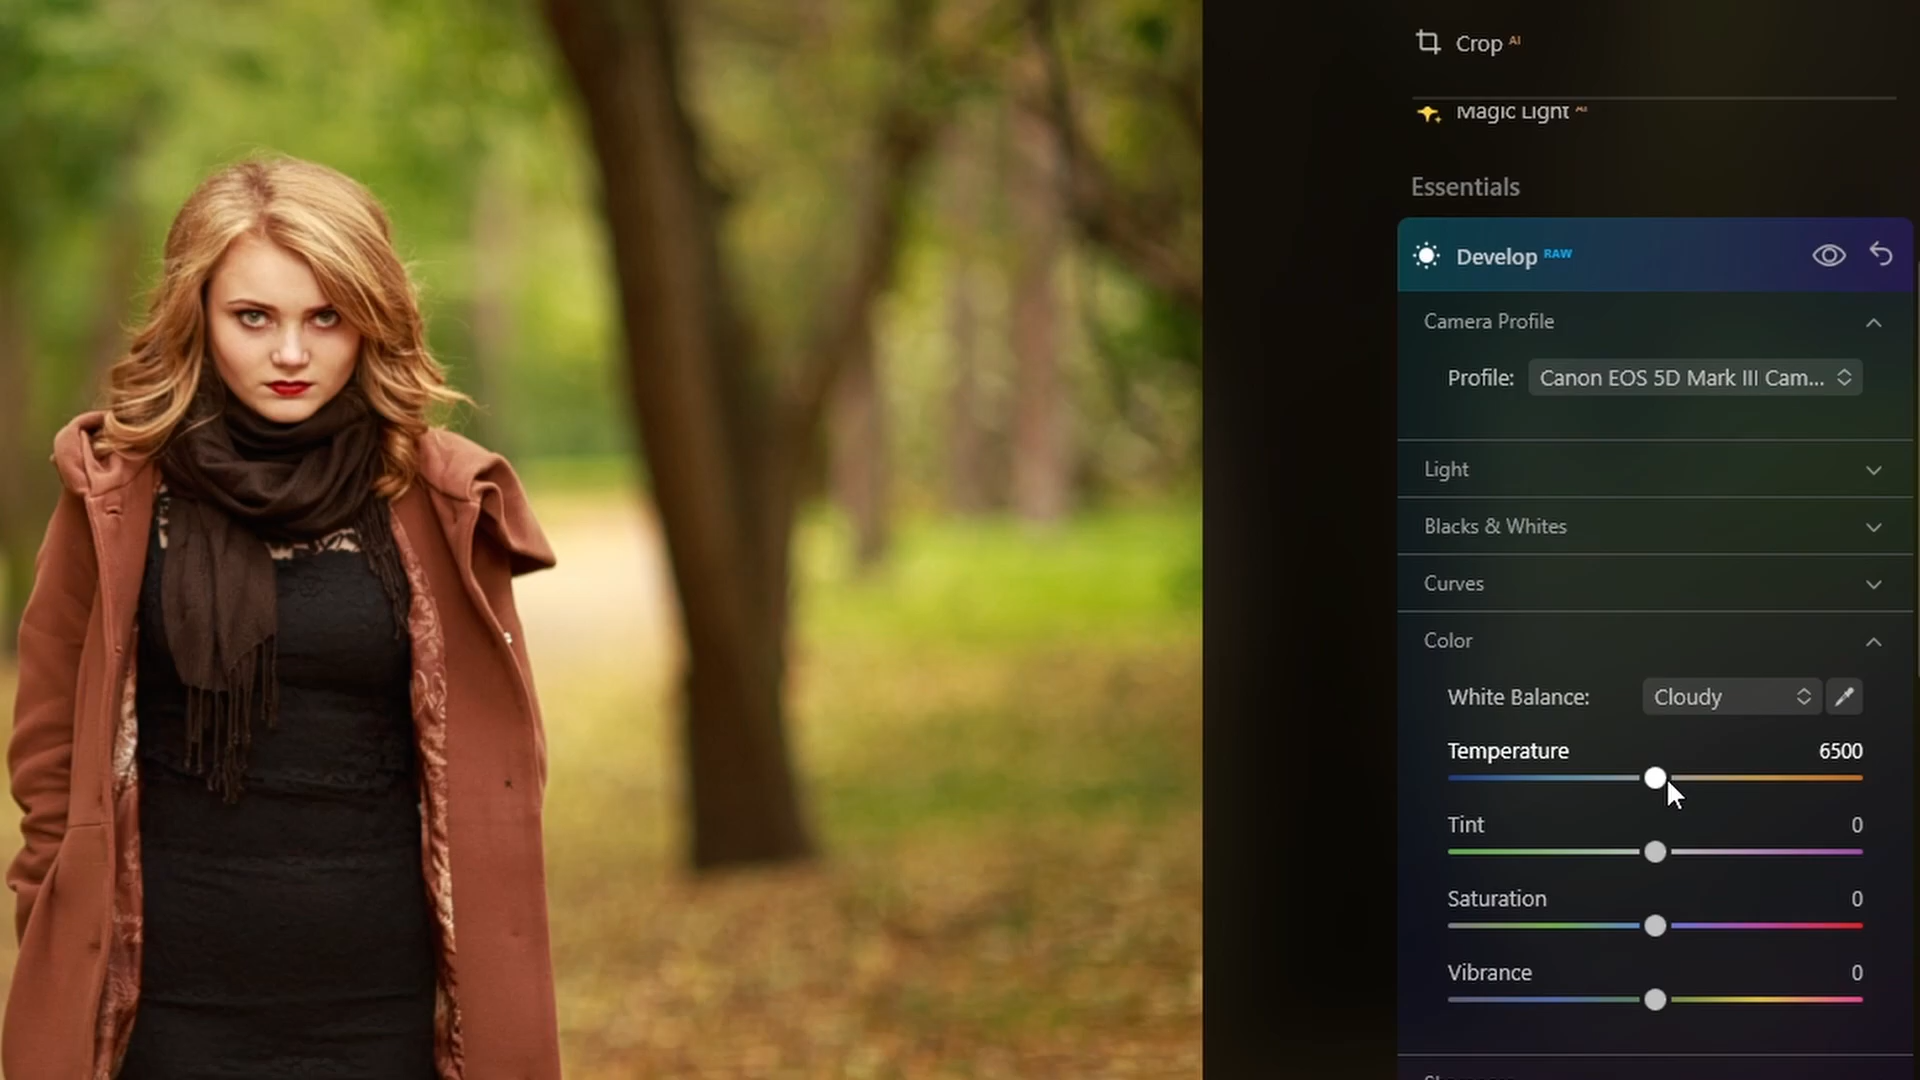 Crop AI
Magic Light AI
Essentials
Develop RAW
Camera Profile
Profile: Canon EOS 5D Mark III Cam...
Light
Blacks & Whites
Curves
Color
White Balance: Cloudy
Temperature 6500
Tint 0
Saturation 0
Vibrance 0